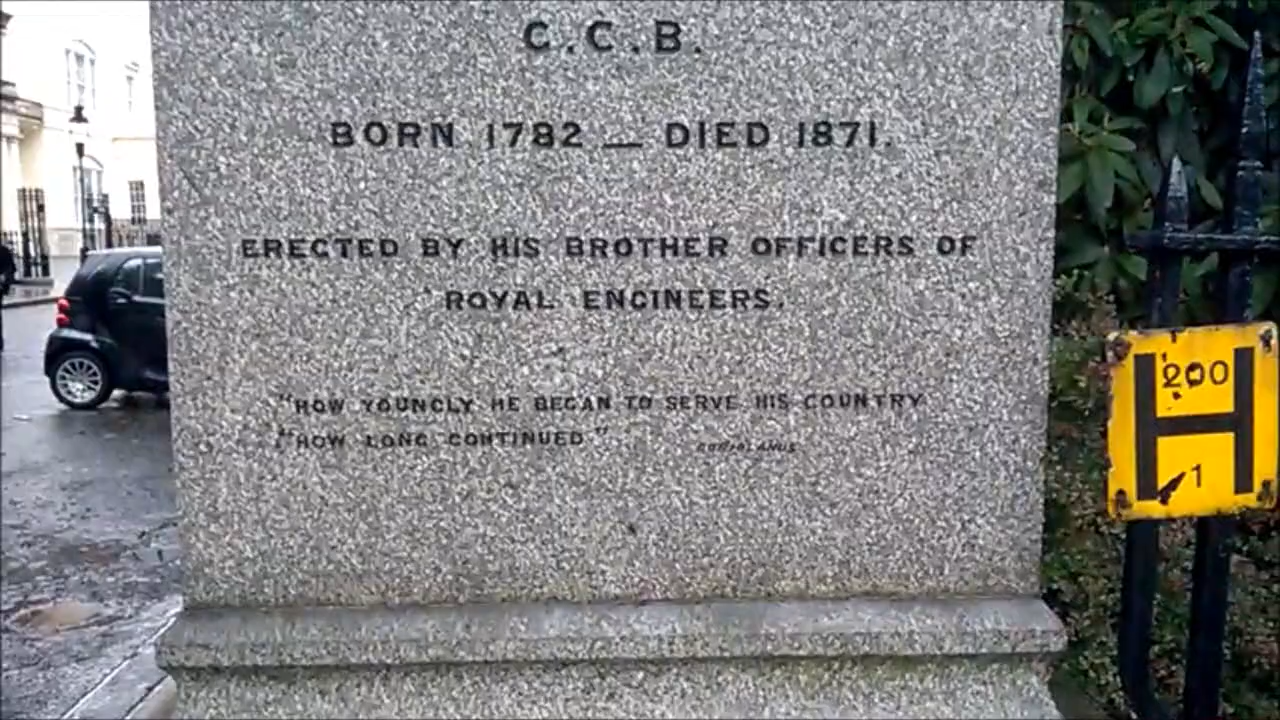 C.C.B.
BORN 1782 — DIED 1871.
ERECTED BY HIS BROTHER OFFICERS OF
ROYAL ENGINEERS.
"HOW YOUNGLY HE BEGAN TO SERVE HIS COUNTRY
"HOW LONG CONTINUED"
CORIOLANUS
200
H
1